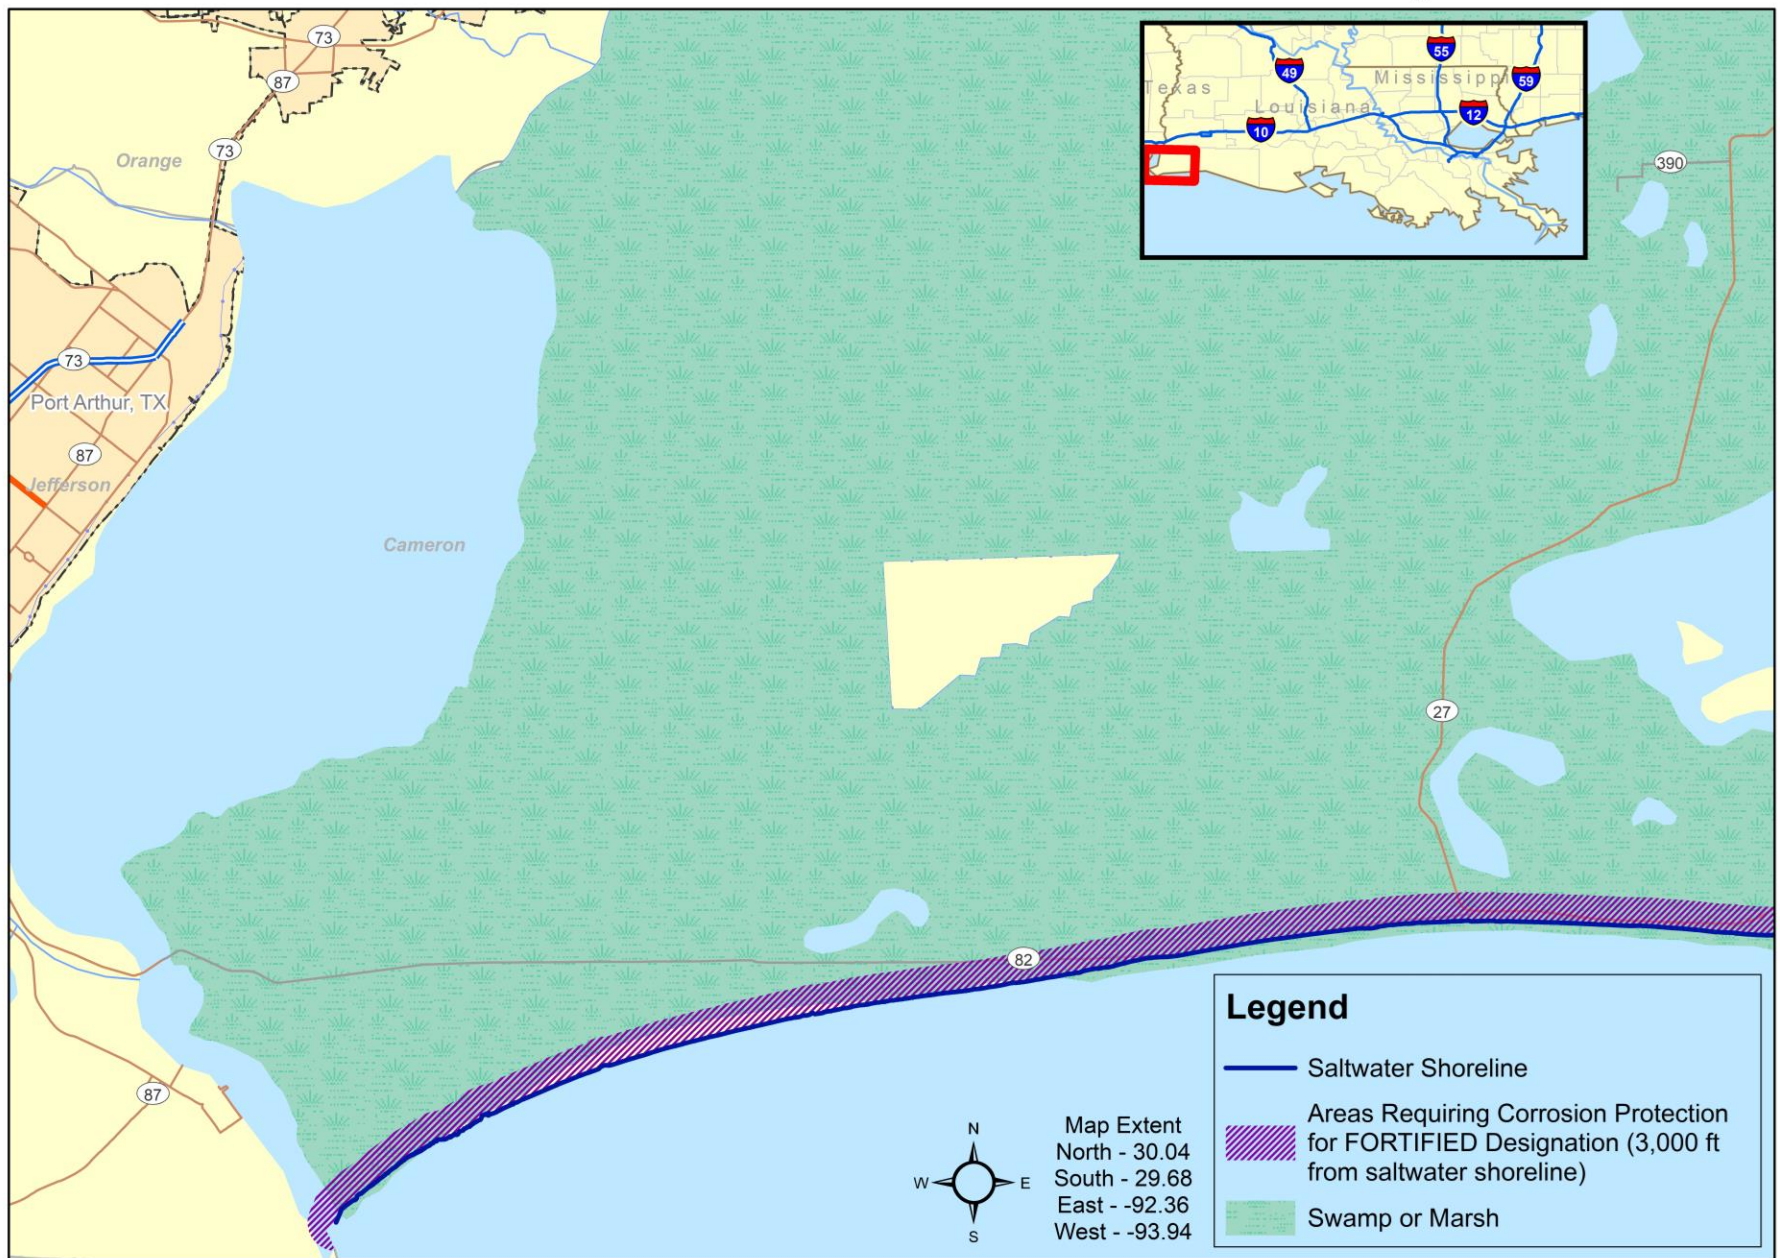 73
87
73
Orange
73
Port Arthur, TX
87
Jefferson
Cameron
Texas
Louisiana
Mississippi
49
55
59
10
12
390
27
82
87
Legend
Saltwater Shoreline
Areas Requiring Corrosion Protection
for FORTIFIED Designation (3,000 ft
from saltwater shoreline)
Swamp or Marsh
N
W
E
S
Map Extent
North - 30.04
South - 29.68
East - -92.36
West - -93.94